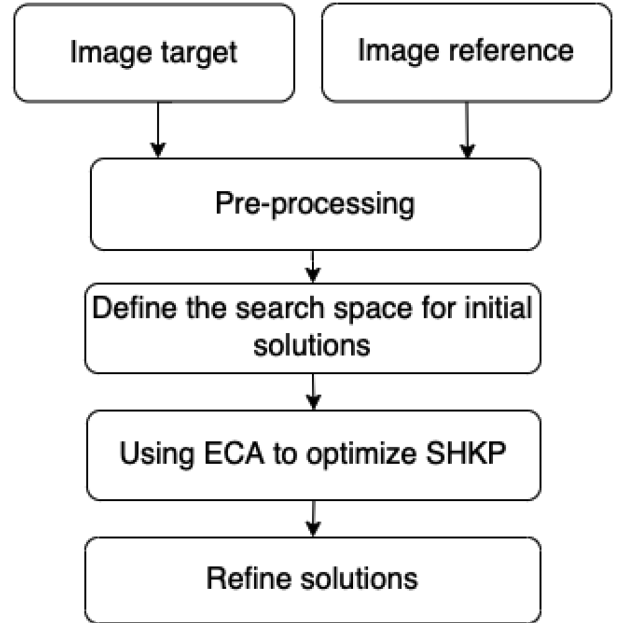 Image target
Image reference
Pre-processing
Define the search space for initial
solutions
Using ECA to optimize SHKP
Refine solutions